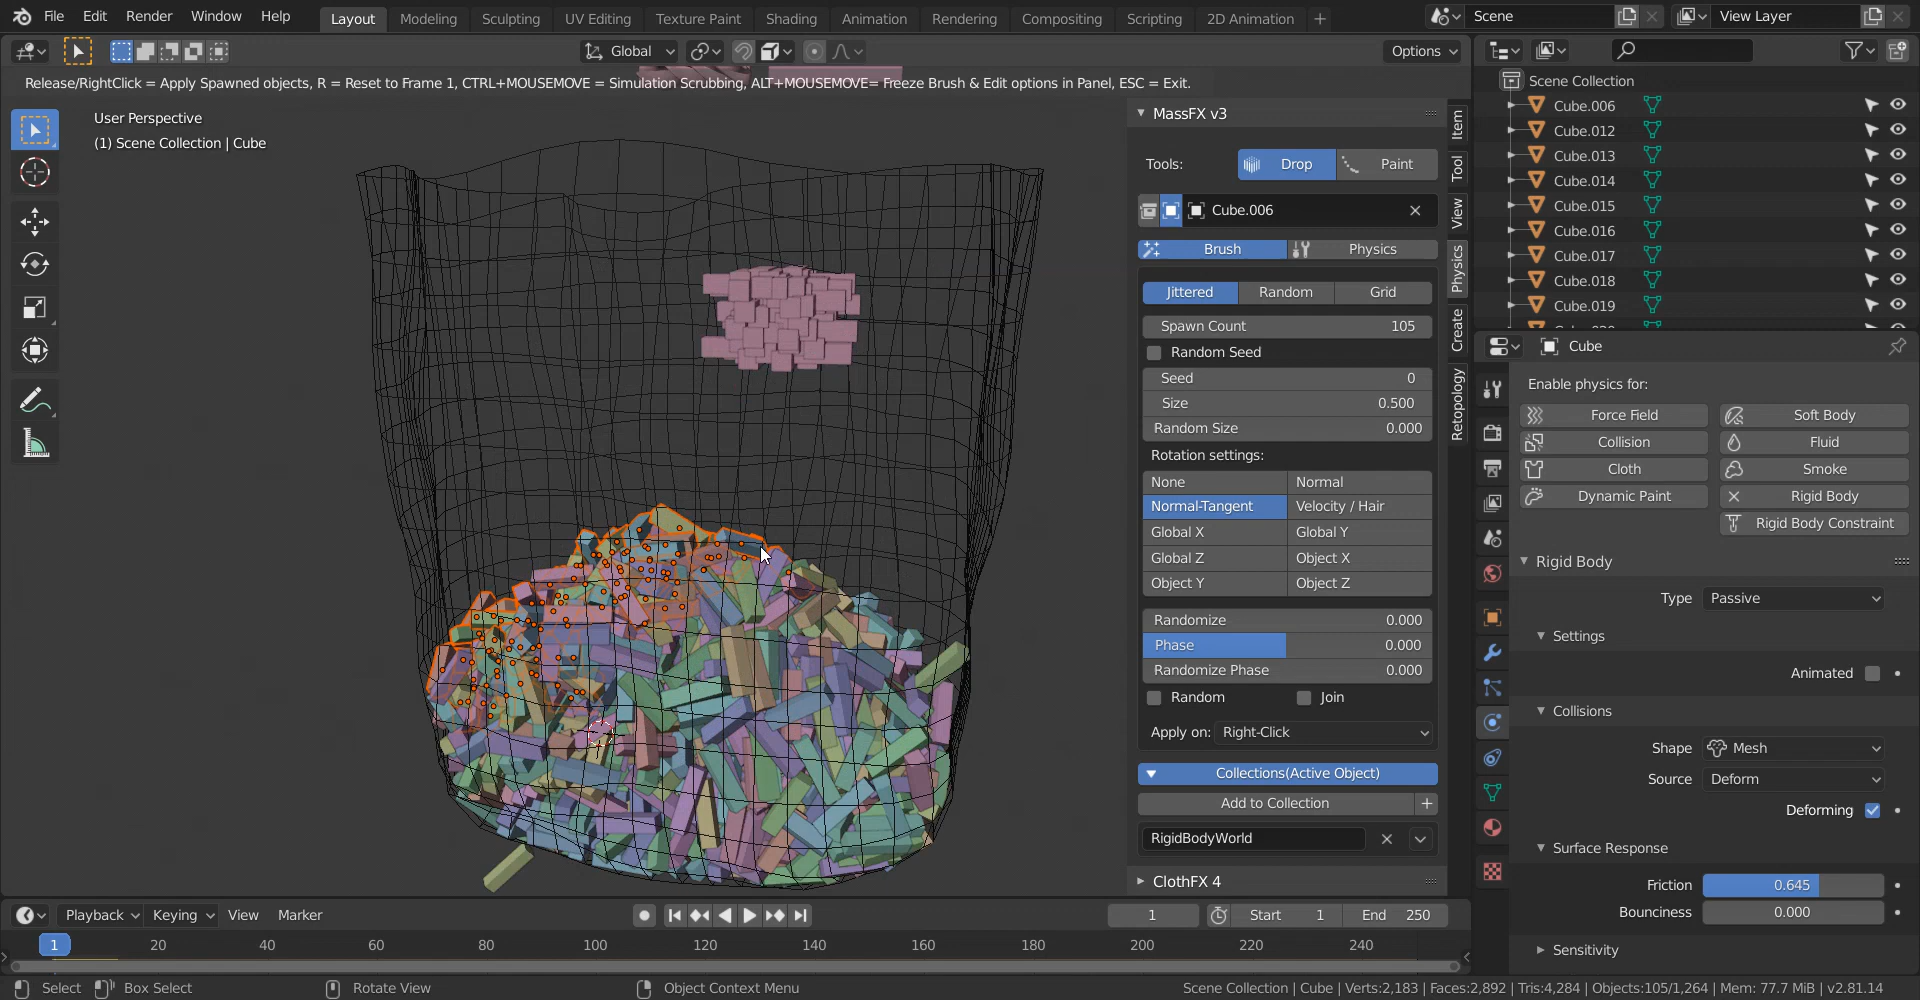 File Edit Render Window Help Layout Modeling Sculpting UV Editing Texture Paint Shading Animation Rendering Compositing Scripting 2D Animation + Scene View Layer
Global Options
Release/RightClick = Apply Spawned objects, R = Reset to Frame 1, CTRL+MOUSEMOVE = Simulation Scrubbing, ALT+MOUSEMOVE= Freeze Brush & Edit options in Panel, ESC = Exit.
User Perspective
(1) Scene Collection | Cube
MassFX v3
Tools: Drop Paint
Cube.006
Brush Physics
Jittered Random Grid
Spawn Count 105
Random Seed
Seed 0
Size 0.500
Random Size 0.000
Rotation settings:
None Normal
Normal-Tangent Velocity / Hair
Global X Global Y
Global Z Object X
Object Y Object Z
Randomize 0.000
Phase 0.000
Randomize Phase 0.000
Random Join
Apply on: Right-Click
Collections(Active Object)
Add to Collection +
RigidBodyWorld
ClothFX 4
Item
Tool
View
Physics
Create
Retopology
Scene Collection
Cube.006
Cube.012
Cube.013
Cube.014
Cube.015
Cube.016
Cube.017
Cube.018
Cube.019
Cube
Enable physics for:
Force Field Soft Body
Collision Fluid
Cloth Smoke
Dynamic Paint Rigid Body
Rigid Body Constraint
Rigid Body
Type Passive
Settings
Animated
Collisions
Shape Mesh
Source Deform
Deforming
Surface Response
Friction 0.645
Bounciness 0.000
Sensitivity
Playback Keying View Marker 1 Start 1 End 250
1 20 40 60 80 100 120 140 160 180 200 220 240
Select Box Select Rotate View Object Context Menu Scene Collection | Cube | Verts:2,183 | Faces:2,892 | Tris:4,284 | Objects:105/1,264 | Mem: 77.7 MiB | v2.81.14